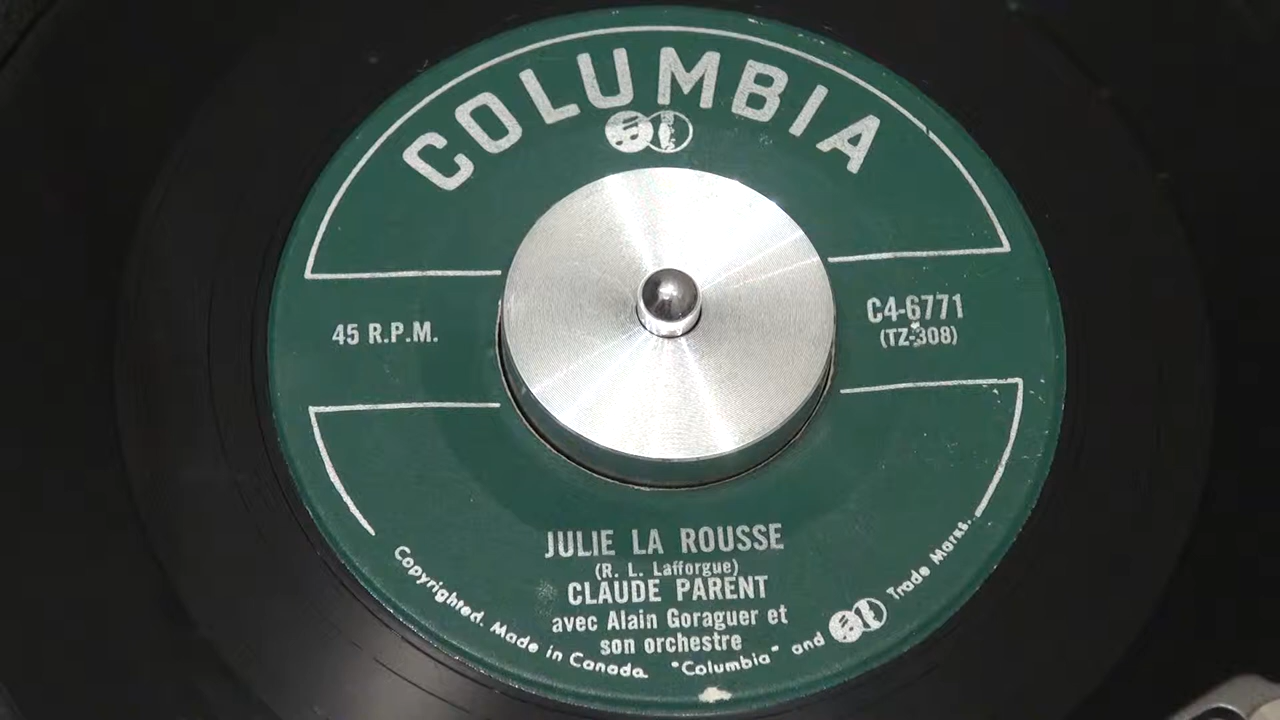 COLUMBIA
45 R.P.M.
C4-6771
(TZ-308)
JULIE LA ROUSSE
(R. L. Lafforgue)
CLAUDE PARENT
avec Alain Goraguer et
son orchestre
Copyrighted. Made in Canada. "Columbia" and Trade Marks.